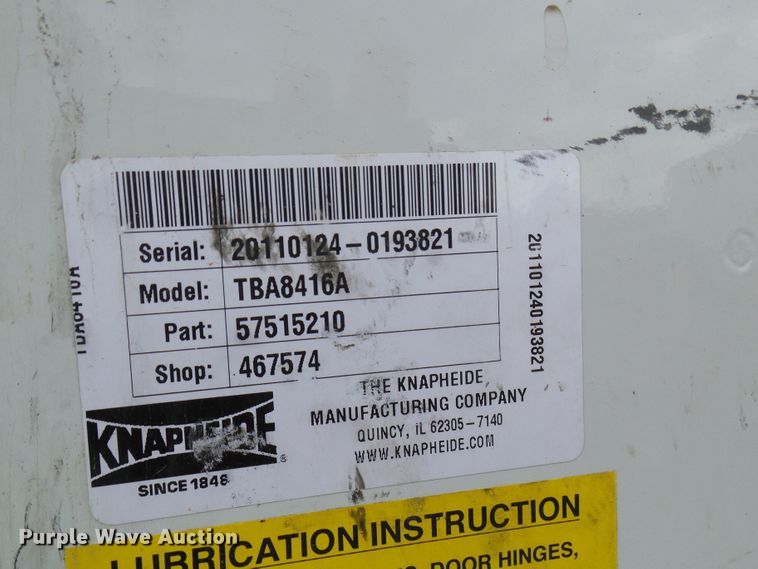 Serial: 20110124-0193821
Model: TBA8416A
Part: 57515210
Shop: 467574
201101240193821
TBA8416A
THE KNAPHEIDE
MANUFACTURING COMPANY
QUINCY, IL 62305-7140
WWW.KNAPHEIDE.COM
KNAPHEIDE
SINCE 1848
LUBRICATION INSTRUCTION
DOOR HINGES,
Purple Wave Auction